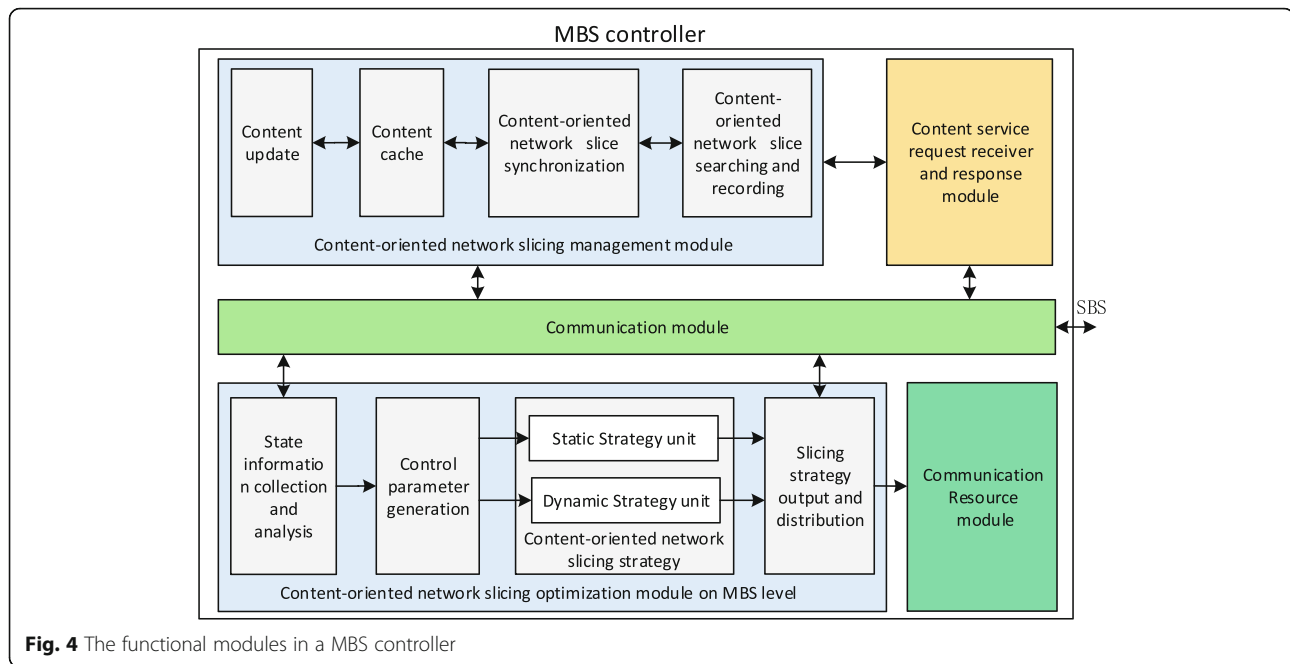 MBS controller
Content
update
Content
cache
Content-oriented
network slice
synchronization
Content-
oriented
network slice
searching and
recording
Content-oriented network slicing management module
Content service
request receiver
and response
module
Communication module
SBS
State
informatio
n collection
and
analysis
Control
parameter
generation
Static Strategy unit
Dynamic Strategy unit
Content-oriented network
slicing strategy
Slicing
strategy
output and
distribution
Content-oriented network slicing optimization module on MBS level
Communication
Resource
module
Fig. 4 The functional modules in a MBS controller